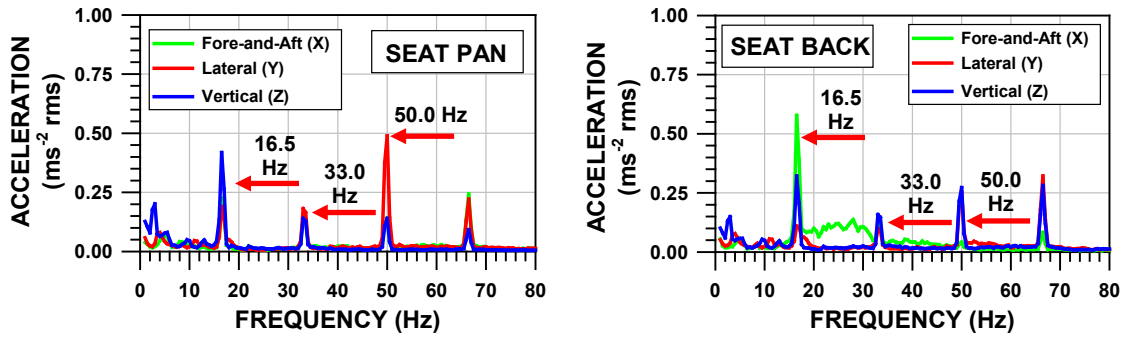 1.00
0.75
0.50
0.25
0.00
ACCELERATION
(ms-2 rms)
Fore-and-Aft (X)
Lateral (Y)
Vertical (Z)
SEAT PAN
16.5
Hz
33.0
Hz
50.0 Hz
0 10 20 30 40 50 60 70 80
FREQUENCY (Hz)
1.00
0.75
0.50
0.25
0.00
ACCELERATION
(ms-2 rms)
SEAT BACK
Fore-and-Aft (X)
Lateral (Y)
Vertical (Z)
16.5
Hz
33.0
Hz
50.0
Hz
0 10 20 30 40 50 60 70 80
FREQUENCY (Hz)